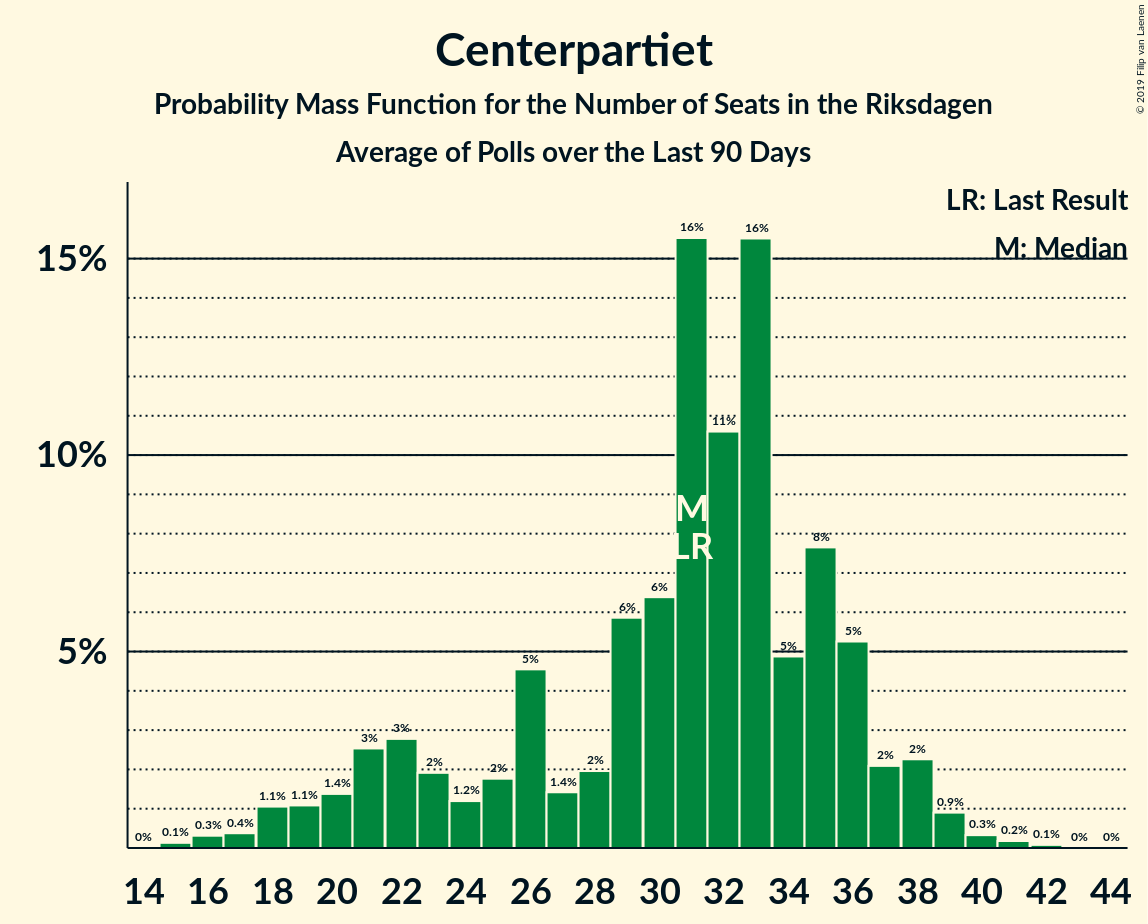 Centerpartiet
Probability Mass Function for the Number of Seats in the Riksdagen
Average of Polls over the Last 90 Days
© 2019 Filip van Laenen
LR: Last Result
M: Median
15%
10%
5%
0% 0.1% 0.3% 0.4% 1.1% 1.1% 1.4% 3% 3% 2% 1.2% 2% 5% 1.4% 2% 6% 6% 16% 11% 16% 5% 8% 5% 2% 2% 0.9% 0.3% 0.2% 0.1% 0% 0%
M
LR
14 16 18 20 22 24 26 28 30 32 34 36 38 40 42 44